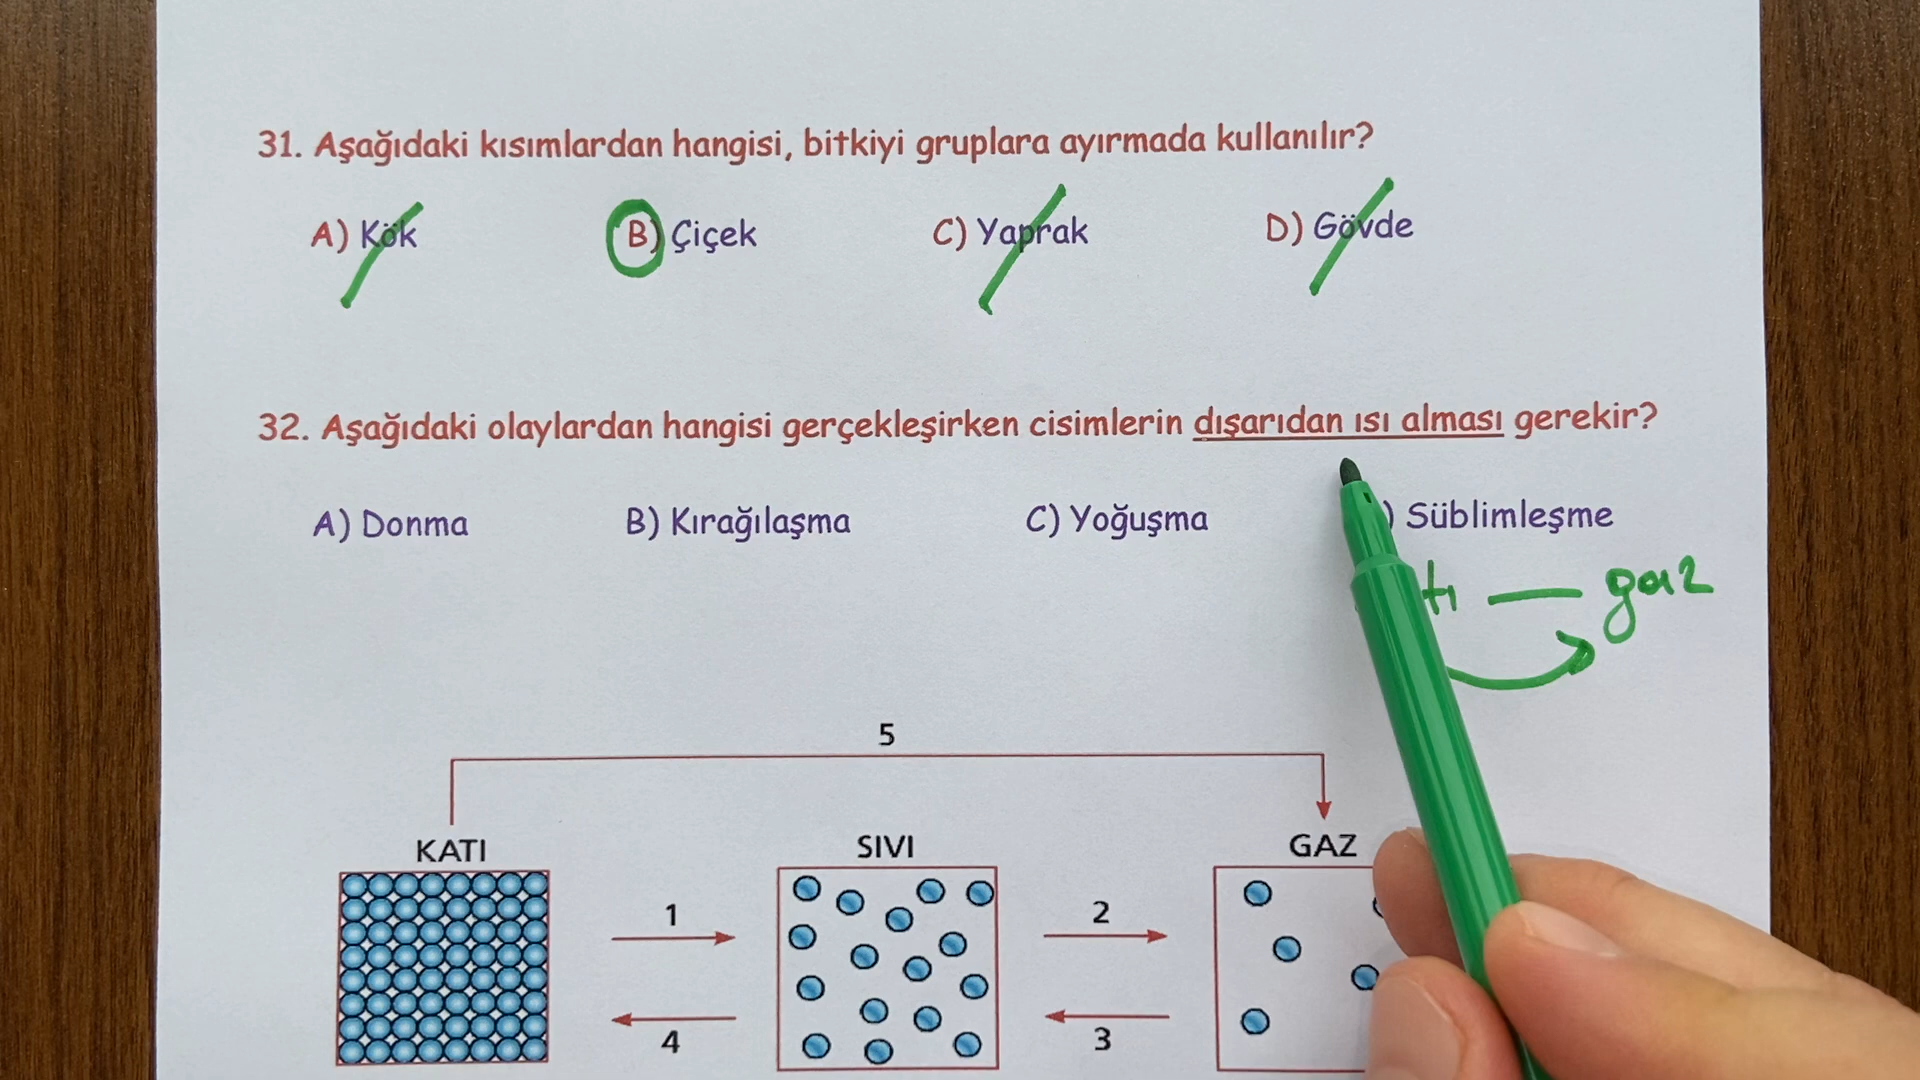 31. Aşağıdaki kısımlardan hangisi, bitkiyi gruplara ayırmada kullanılır?
A) Kök B) Çiçek C) Yaprak D) Gövde
32. Aşağıdaki olaylardan hangisi gerçekleşirken cisimlerin dışarıdan ısı alması gerekir?
A) Donma B) Kırağılaşma C) Yoğuşma ) Süblimleşme
tı — gaz
5
KATI SIVI GAZ
1 2
4 3